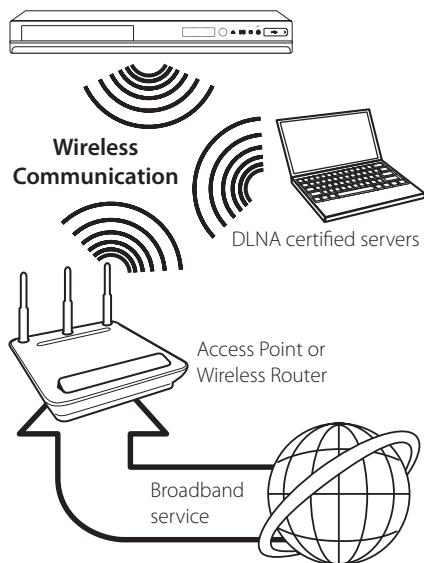 Wireless
Communication
DLNA certified servers
Access Point or
Wireless Router
Broadband
service